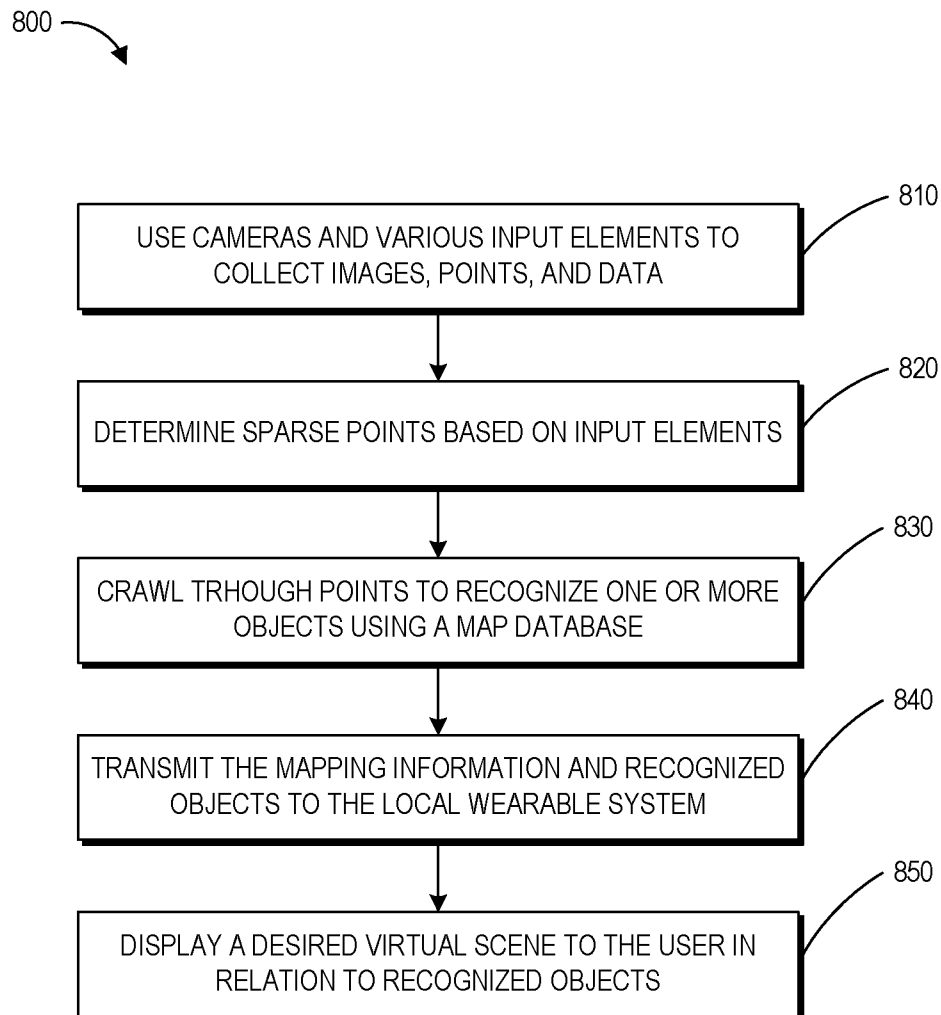 800
810
USE CAMERAS AND VARIOUS INPUT ELEMENTS TO
COLLECT IMAGES, POINTS, AND DATA
820
DETERMINE SPARSE POINTS BASED ON INPUT ELEMENTS
830
CRAWL TRHOUGH POINTS TO RECOGNIZE ONE OR MORE
OBJECTS USING A MAP DATABASE
840
TRANSMIT THE MAPPING INFORMATION AND RECOGNIZED
OBJECTS TO THE LOCAL WEARABLE SYSTEM
850
DISPLAY A DESIRED VIRTUAL SCENE TO THE USER IN
RELATION TO RECOGNIZED OBJECTS